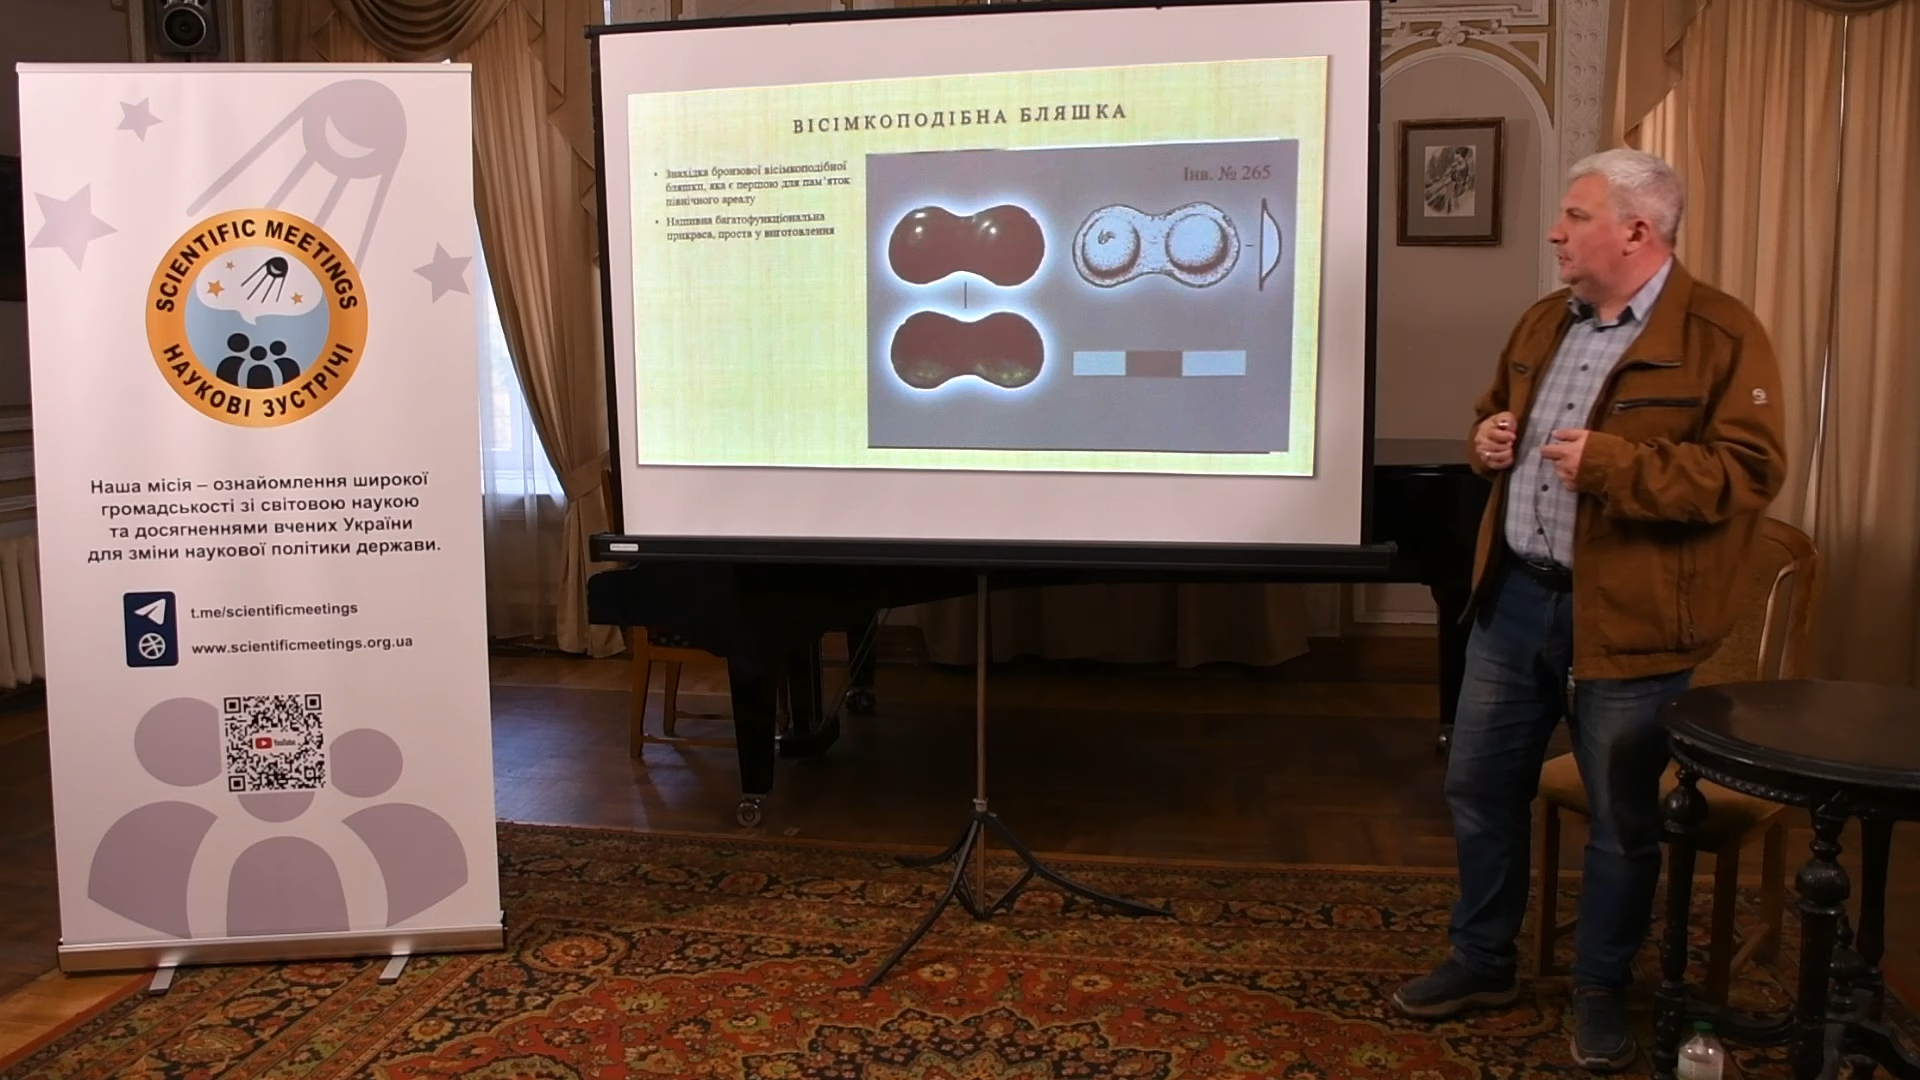 SCIENTIFIC MEETINGS
НАУКОВІ ЗУСТРІЧІ
Наша місія – ознайомлення широкої
громадськості зі світовою наукою
та досягненнями вчених України
для зміни наукової політики держави.
t.me/scientificmeetings
www.scientificmeetings.org.ua
YouTube
ВІСІМКОПОДІБНА БЛЯШКА
• Знахідка бронзової вісімкоподібної
бляшки, яка є першою для пам’яток
північного ареалу
• Нашивна багатофункціональна
прикраса, проста у виготовлення
Інв. № 265